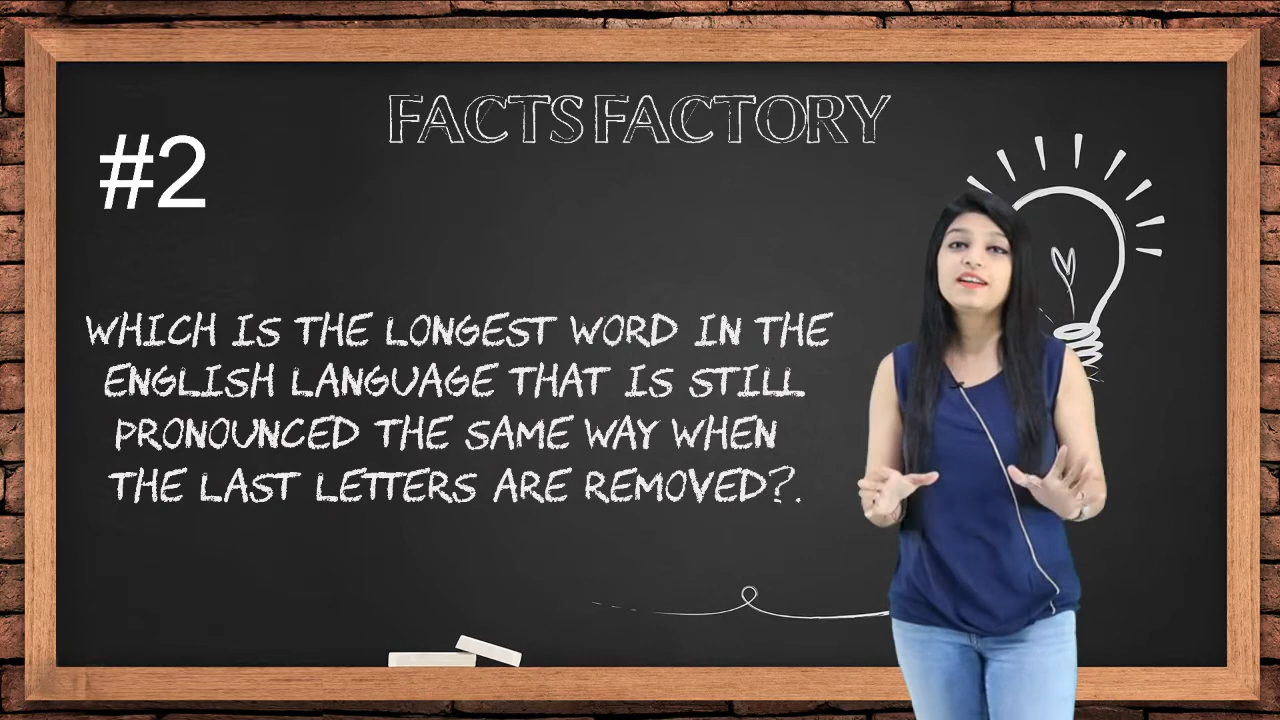 FACTS FACTORY
#2
WHICH IS THE LONGEST WORD IN THE
ENGLISH LANGUAGE THAT IS STILL
PRONOUNCED THE SAME WAY WHEN
THE LAST LETTERS ARE REMOVED?.